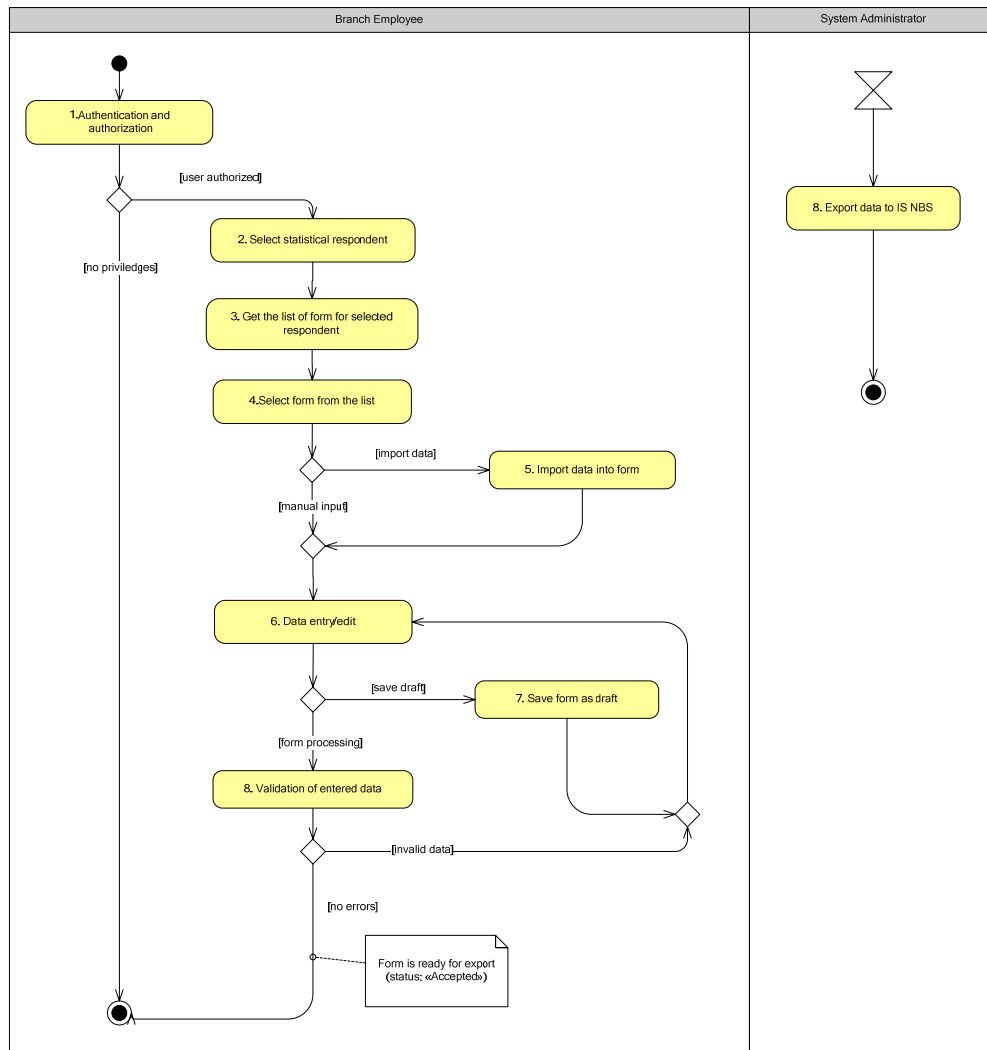 Branch Employee
System Administrator
1.Authentication and
authorization
[user authorized]
[no priviledges]
2. Select statistical respondent
3. Get the list of form for selected
respondent
4.Select form from the list
[import data]
5. Import data into form
[manual input]
6. Data entry/edit
[save draft]
7. Save form as draft
[form processing]
8. Validation of entered data
[invalid data]
[no errors]
Form is ready for export
(status: «Accepted»)
8. Export data to IS NBS